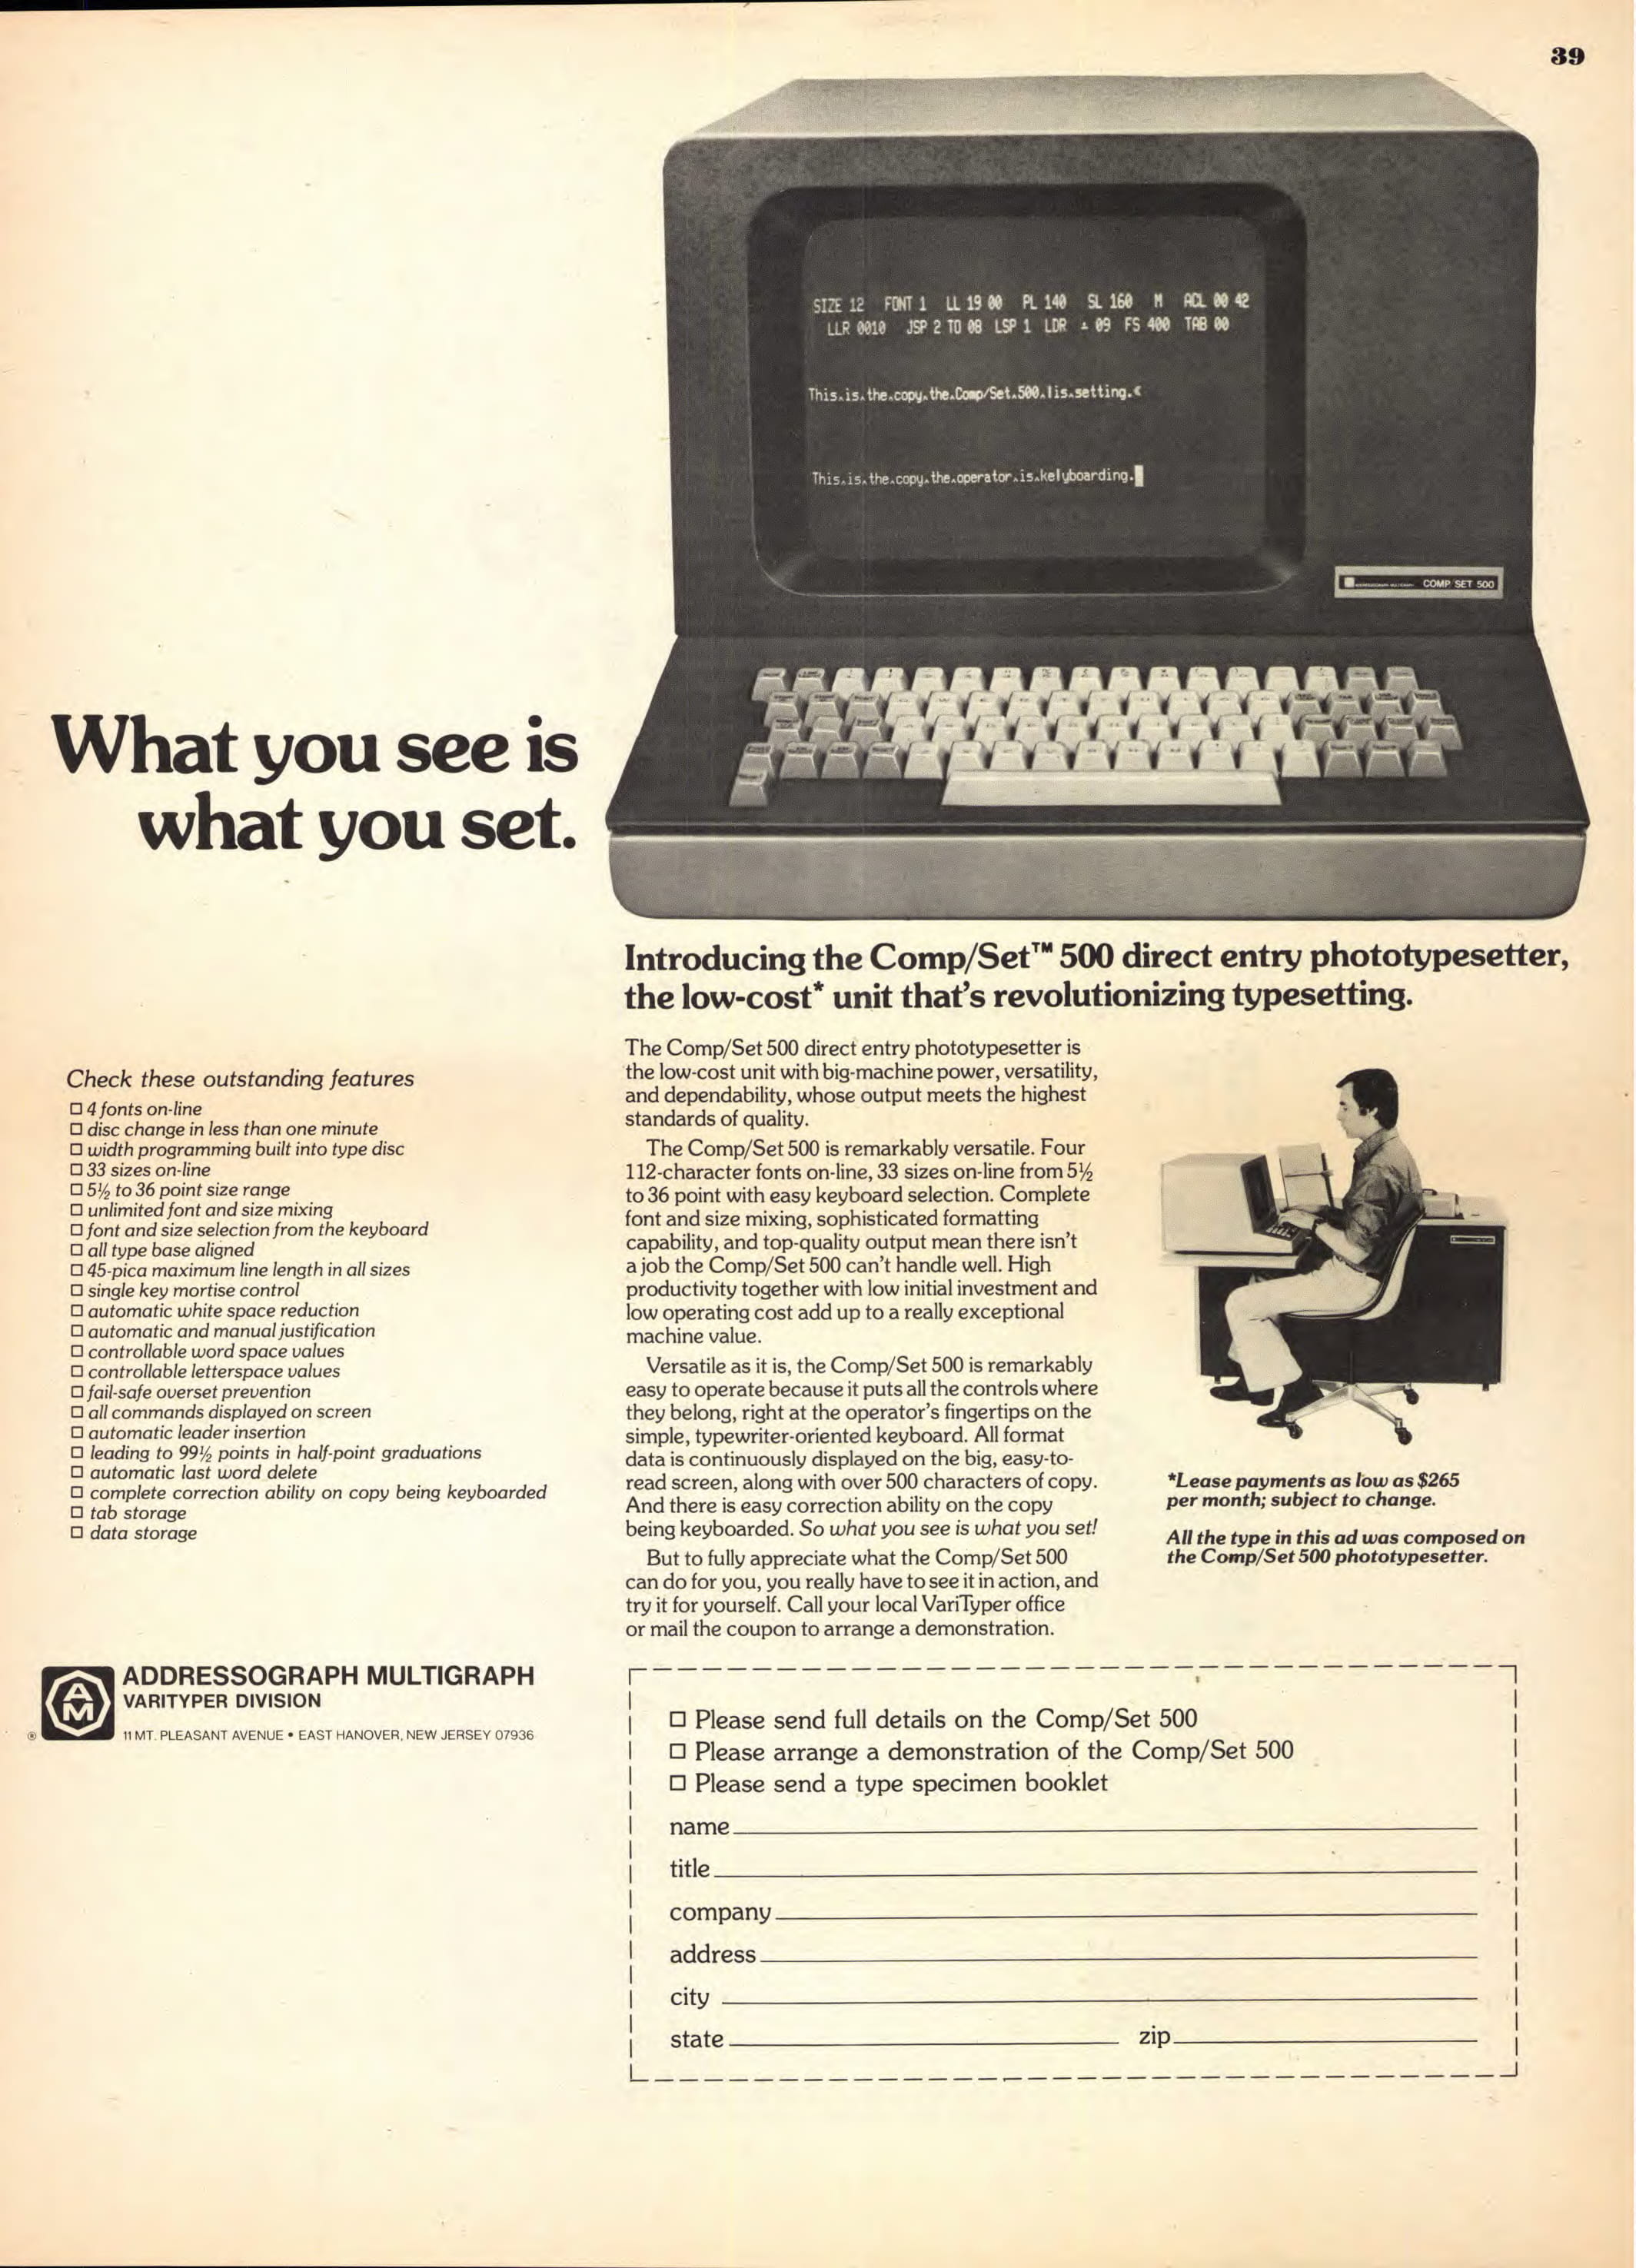 39
SIZE 12 FONT 1 LL 19 00 PL 140 SL 160 M ACL 00 42
LLR 0010 JSP 2 TO 08 LSP 1 LDR ▵ 09 FS 400 TAB 00
This▵is▵the▵copy▵the▵Comp/Set▵500▵|is▵setting.<
This▵is▵the▵copy▵the▵operator▵is▵ke|yboarding.
COMP/SET 500
What you see is
what you set.
Introducing the Comp/Set™ 500 direct entry phototypesetter,
the low-cost* unit that's revolutionizing typesetting.
Check these outstanding features
☐ 4 fonts on-line
☐ disc change in less than one minute
☐ width programming built into type disc
☐ 33 sizes on-line
☐ 5½ to 36 point size range
☐ unlimited font and size mixing
☐ font and size selection from the keyboard
☐ all type base aligned
☐ 45-pica maximum line length in all sizes
☐ single key mortise control
☐ automatic white space reduction
☐ automatic and manual justification
☐ controllable word space values
☐ controllable letterspace values
☐ fail-safe overset prevention
☐ all commands displayed on screen
☐ automatic leader insertion
☐ leading to 99½ points in half-point graduations
☐ automatic last word delete
☐ complete correction ability on copy being keyboarded
☐ tab storage
☐ data storage
The Comp/Set 500 direct entry phototypesetter is
the low-cost unit with big-machine power, versatility,
and dependability, whose output meets the highest
standards of quality.
The Comp/Set 500 is remarkably versatile. Four
112-character fonts on-line, 33 sizes on-line from 5½
to 36 point with easy keyboard selection. Complete
font and size mixing, sophisticated formatting
capability, and top-quality output mean there isn't
a job the Comp/Set 500 can't handle well. High
productivity together with low initial investment and
low operating cost add up to a really exceptional
machine value.
Versatile as it is, the Comp/Set 500 is remarkably
easy to operate because it puts all the controls where
they belong, right at the operator's fingertips on the
simple, typewriter-oriented keyboard. All format
data is continuously displayed on the big, easy-to-
read screen, along with over 500 characters of copy.
And there is easy correction ability on the copy
being keyboarded. So what you see is what you set!
But to fully appreciate what the Comp/Set 500
can do for you, you really have to see it in action, and
try it for yourself. Call your local VariTyper office
or mail the coupon to arrange a demonstration.
*Lease payments as low as $265
per month; subject to change.
All the type in this ad was composed on
the Comp/Set 500 phototypesetter.
AM
®
ADDRESSOGRAPH MULTIGRAPH
VARITYPER DIVISION
11 MT. PLEASANT AVENUE • EAST HANOVER, NEW JERSEY 07936
☐ Please send full details on the Comp/Set 500
☐ Please arrange a demonstration of the Comp/Set 500
☐ Please send a type specimen booklet
name
title
company
address
city
state zip